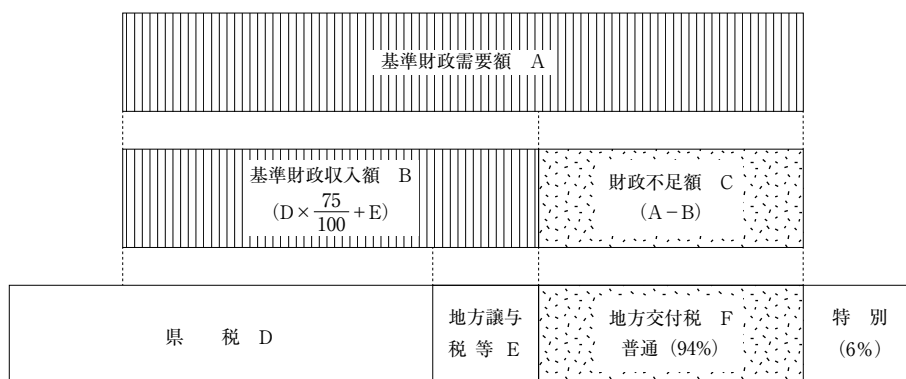 基準財政需要額 A
基準財政収入額 B
(D×75/100+E)
財政不足額 C
(A−B)
県 税 D
地方譲与
税 等 E
地方交付税 F
普通 (94%)
特 別
(6%)